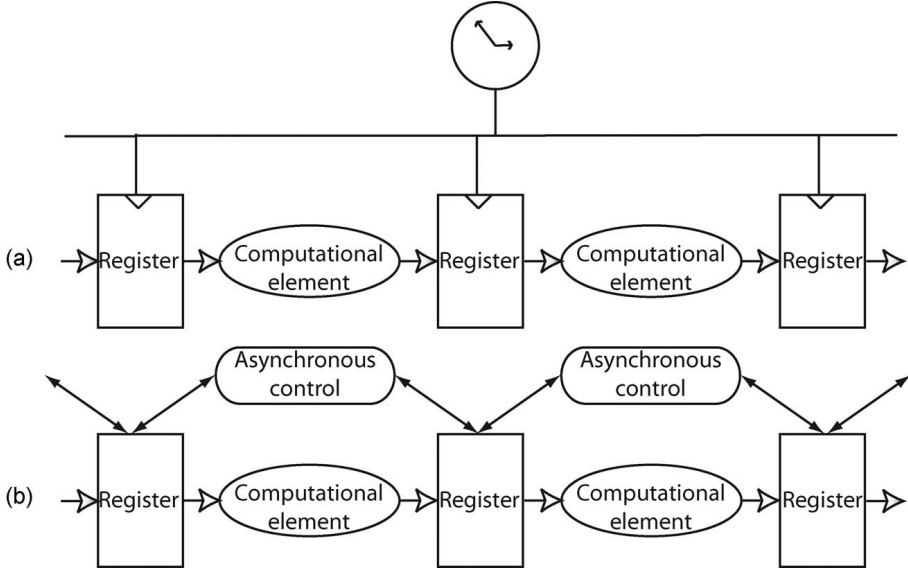 (a)
Register
Computational
element
Register
Computational
element
Register
Asynchronous
control
Asynchronous
control
(b)
Register
Computational
element
Register
Computational
element
Register